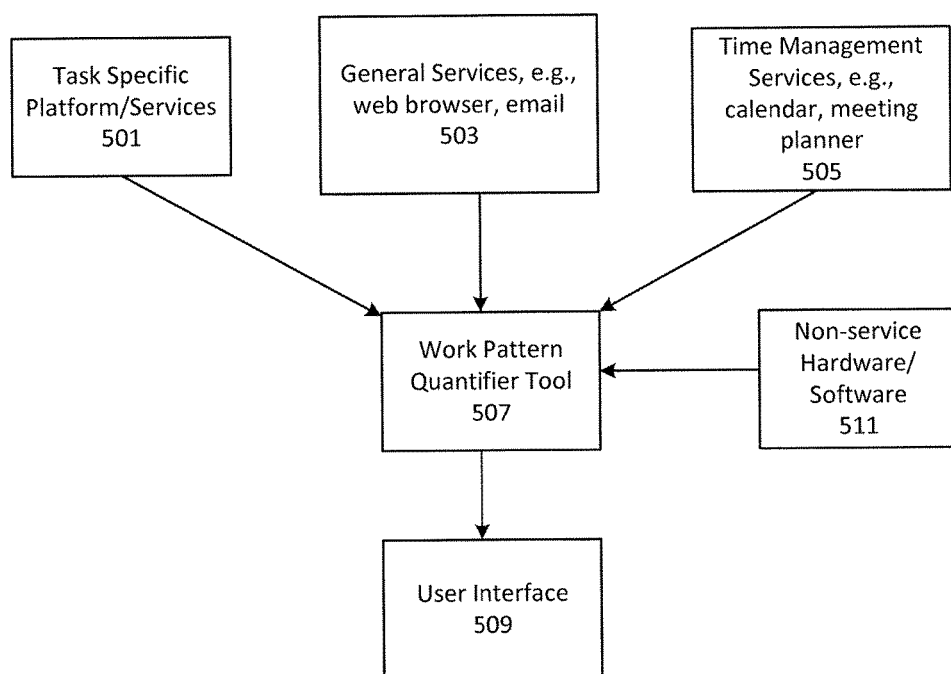 Task Specific
Platform/Services
501
General Services, e.g.,
web browser, email
503
Time Management
Services, e.g.,
calendar, meeting
planner
505
Work Pattern
Quantifier Tool
507
Non-service
Hardware/
Software
511
User Interface
509